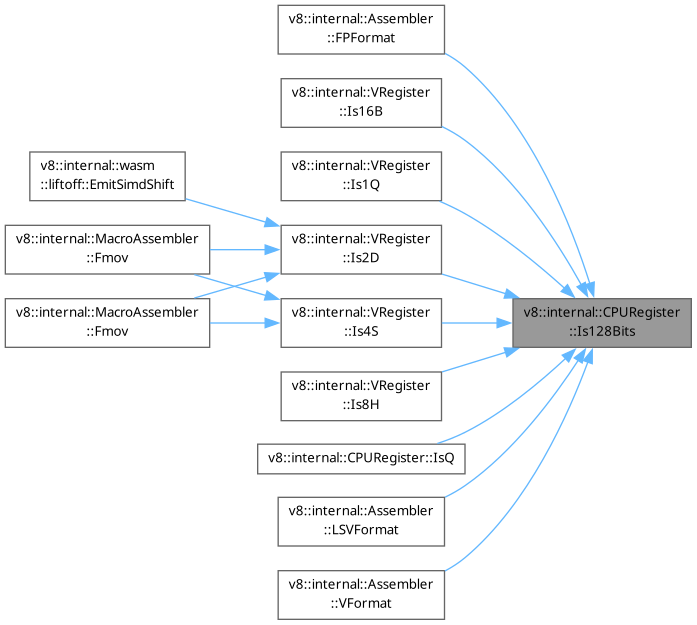 v8::internal::Assembler
::FPFormat
v8::internal::VRegister
::Is16B
v8::internal::wasm
::liftoff::EmitSimdShift
v8::internal::VRegister
::Is1Q
v8::internal::MacroAssembler
::Fmov
v8::internal::VRegister
::Is2D
v8::internal::MacroAssembler
::Fmov
v8::internal::VRegister
::Is4S
v8::internal::CPURegister
::Is128Bits
v8::internal::VRegister
::Is8H
v8::internal::CPURegister::IsQ
v8::internal::Assembler
::LSVFormat
v8::internal::Assembler
::VFormat